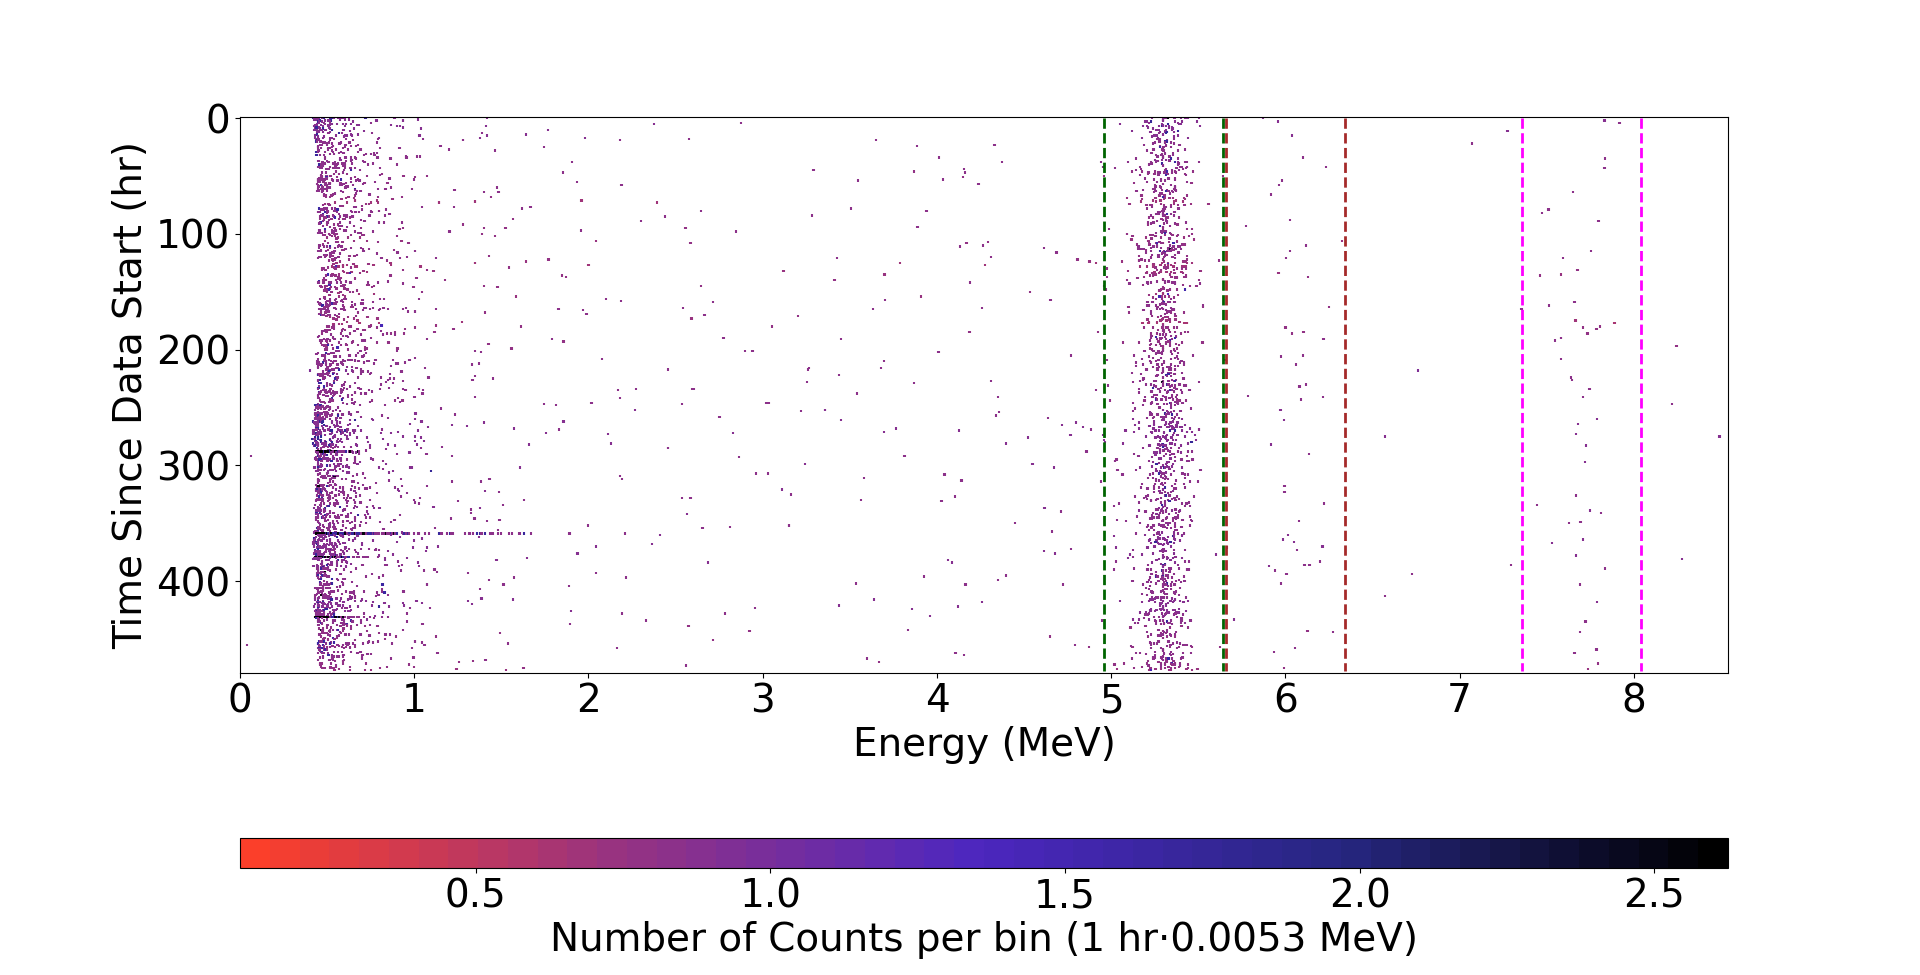 Time Since Data Start (hr)
0
100
200
300
400
0 1 2 3 4 5 6 7 8
Energy (MeV)
0.5 1.0 1.5 2.0 2.5
Number of Counts per bin (1 hr·0.0053 MeV)